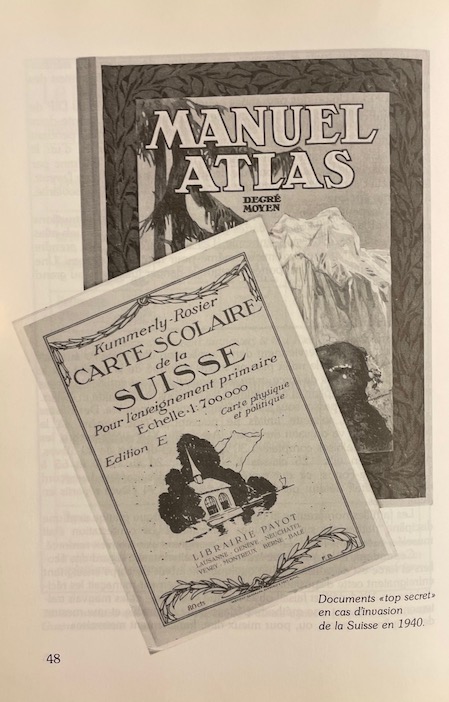 MANUEL
ATLAS
DEGRÉ
MOYEN
Kummerly-Rosier
CARTE SCOLAIRE
de la
SUISSE
Pour l'enseignement primaire
Echelle-1:700.000
Edition E
Carte physique
et politique
LIBRAIRIE PAYOT
LAUSANNE - GENÈVE NEUCHATEL
VEVEY MONTREUX BERNE - BALE
Documents «top secret»
en cas d'invasion
de la Suisse en 1940.
48